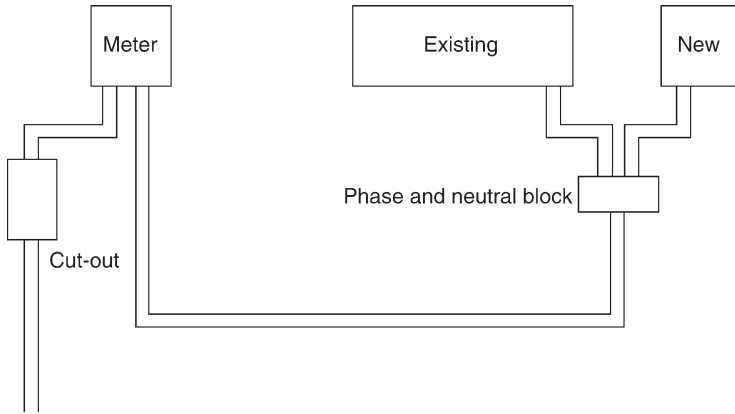 Meter
Existing
New
Phase and neutral block
Cut-out